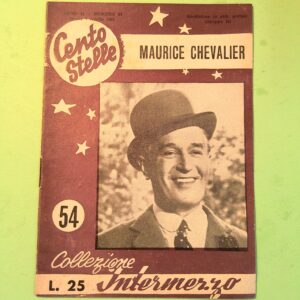 Cento
Stelle
MAURICE CHEVALIER
54
Collezione
Intermezzo
L. 25